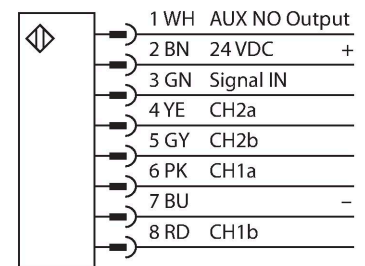 1 WH AUX NO Output
2 BN 24 VDC +
3 GN Signal IN
4 YE CH2a
5 GY CH2b
6 PK CH1a
7 BU –
8 RD CH1b